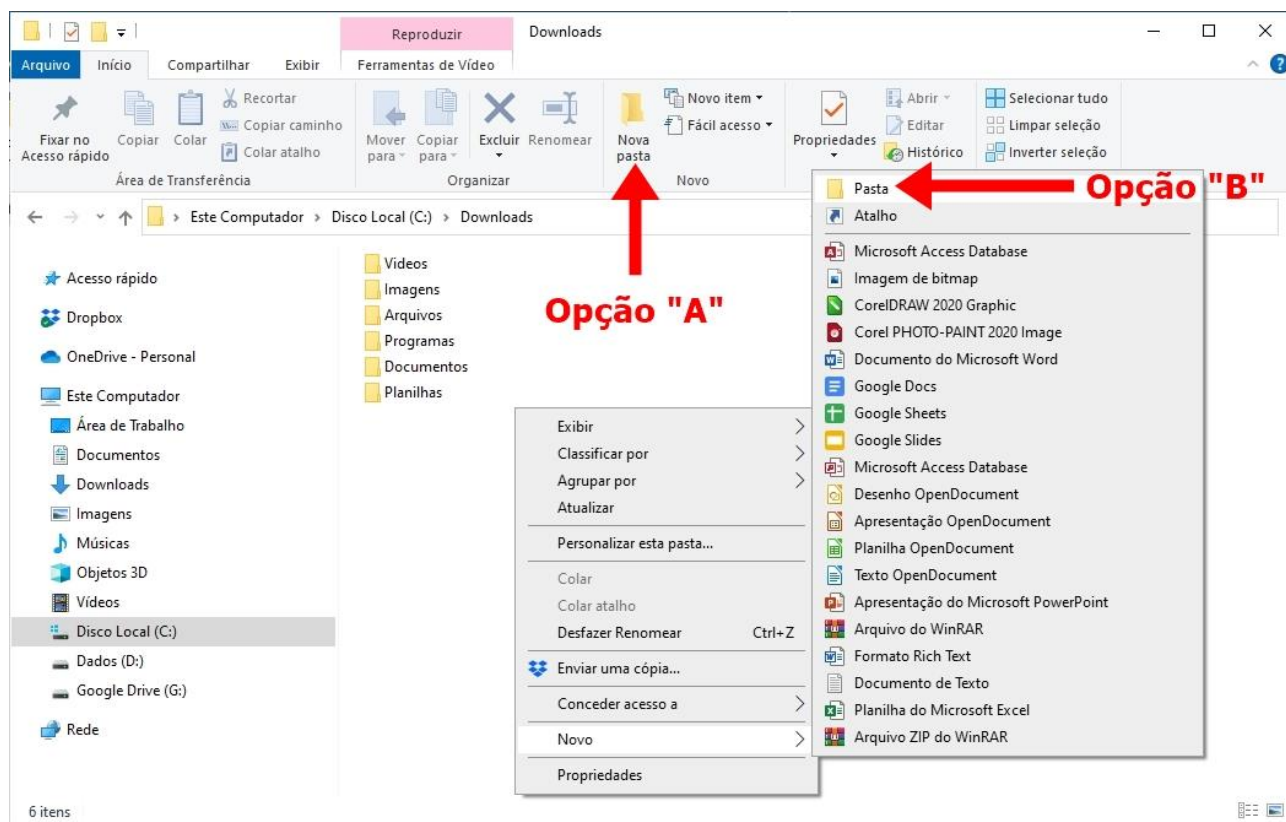 Reproduzir
Downloads
Arquivo
Início
Compartilhar
Exibir
Ferramentas de Vídeo
Fixar no
Acesso rápido
Copiar
Colar
Recortar
Copiar caminho
Colar atalho
Área de Transferência
Mover
para
Copiar
para
Excluir
Renomear
Organizar
Nova
pasta
Novo item
Fácil acesso
Novo
Propriedades
Abrir
Editar
Histórico
Selecionar tudo
Limpar seleção
Inverter seleção
Este Computador
Disco Local (C:)
Downloads
Acesso rápido
Dropbox
OneDrive - Personal
Este Computador
Área de Trabalho
Documentos
Downloads
Imagens
Músicas
Objetos 3D
Vídeos
Disco Local (C:)
Dados (D:)
Google Drive (G:)
Rede
Videos
Imagens
Arquivos
Programas
Documentos
Planilhas
Opção "A"
Exibir
Classificar por
Agrupar por
Atualizar
Personalizar esta pasta...
Colar
Colar atalho
Desfazer Renomear Ctrl+Z
Enviar uma cópia...
Conceder acesso a
Novo
Propriedades
Pasta
Opção "B"
Atalho
Microsoft Access Database
Imagem de bitmap
CorelDRAW 2020 Graphic
Corel PHOTO-PAINT 2020 Image
Documento do Microsoft Word
Google Docs
Google Sheets
Google Slides
Microsoft Access Database
Desenho OpenDocument
Apresentação OpenDocument
Planilha OpenDocument
Texto OpenDocument
Apresentação do Microsoft PowerPoint
Arquivo do WinRAR
Formato Rich Text
Documento de Texto
Planilha do Microsoft Excel
Arquivo ZIP do WinRAR
6 itens